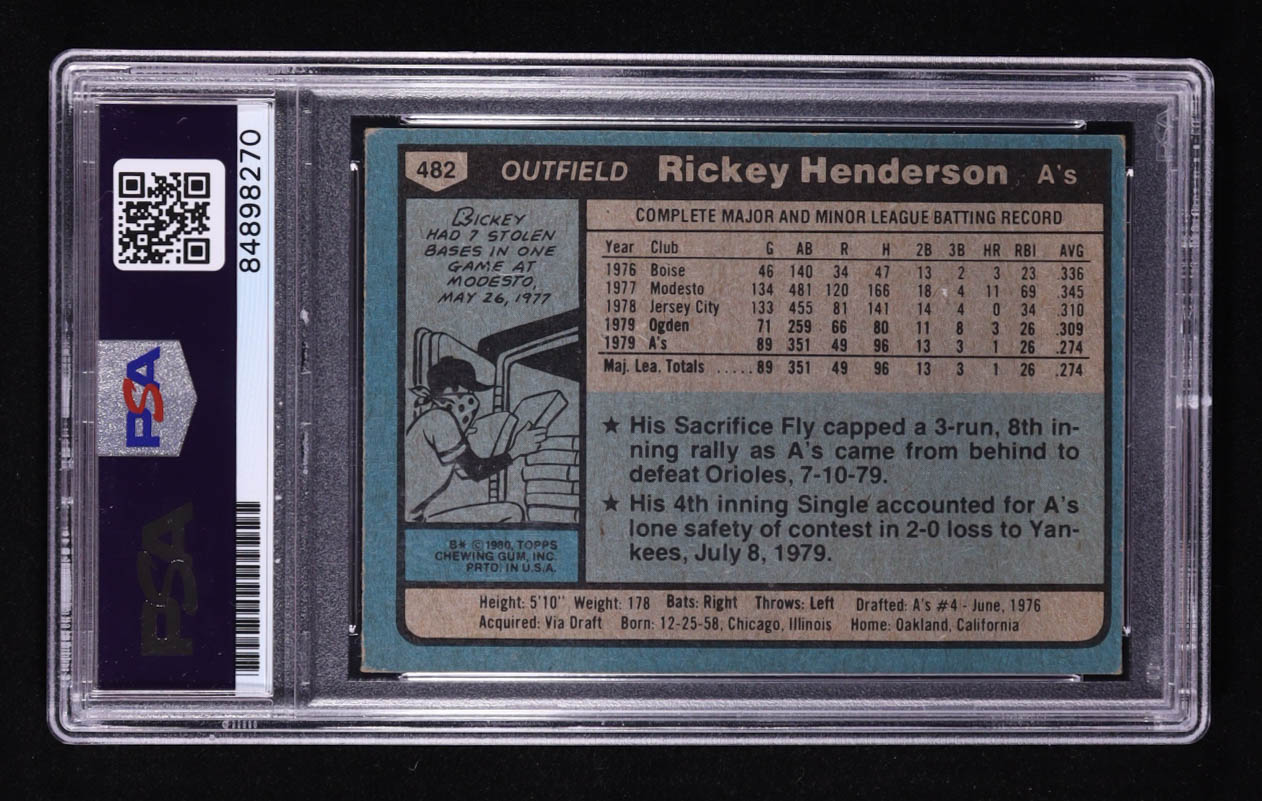 482 OUTFIELD Rickey Henderson A's
RICKEY
HAD 7 STOLEN
BASES IN ONE
GAME AT
MODESTO,
MAY 26, 1977
COMPLETE MAJOR AND MINOR LEAGUE BATTING RECORD
Year Club G AB R H 2B 3B HR RBI AVG
1976 Boise 46 140 34 47 13 2 3 23 .336
1977 Modesto 134 481 120 166 18 4 11 69 .345
1978 Jersey City 133 455 81 141 14 4 0 34 .310
1979 Ogden 71 259 66 80 11 8 3 26 .309
1979 A's 89 351 49 96 13 3 1 26 .274
Maj. Lea. Totals .....89 351 49 96 13 3 1 26 .274
★ His Sacrifice Fly capped a 3-run, 8th in-
ning rally as A's came from behind to
defeat Orioles, 7-10-79.
★ His 4th inning Single accounted for A's
lone safety of contest in 2-0 loss to Yan-
kees, July 8, 1979.
B* © 1980, TOPPS
CHEWING GUM, INC.
PRTD. IN U.S.A.
Height: 5'10" Weight: 178 Bats: Right Throws: Left Drafted: A's #4 - June, 1976
Acquired: Via Draft Born: 12-25-58, Chicago, Illinois Home: Oakland, California
84898270
PSA
PSA